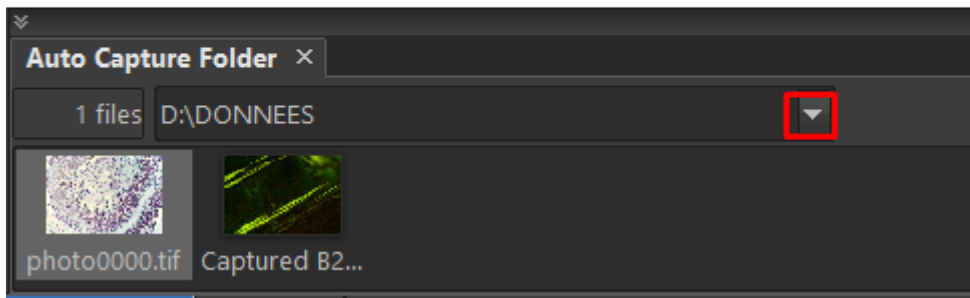 Auto Capture Folder ×
1 files D:\DONNEES
photo0000.tif Captured B2...